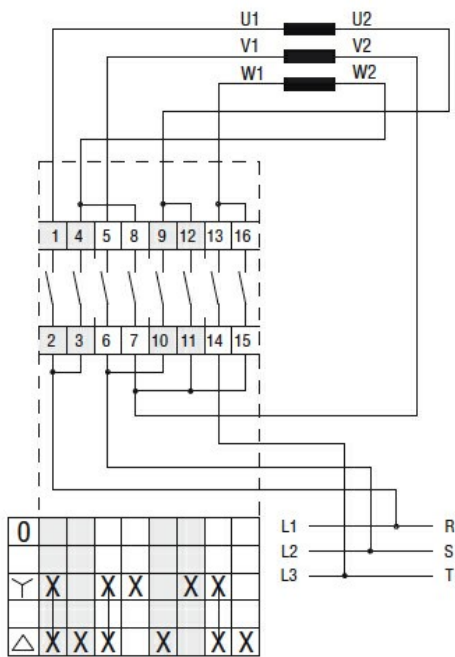 U1 U2
V1 V2
W1 W2
1 4 5 8 9 12 13 16
2 3 6 7 10 11 14 15
L1 R
L2 S
L3 T
0
Y X X X X X
△ X X X X X X